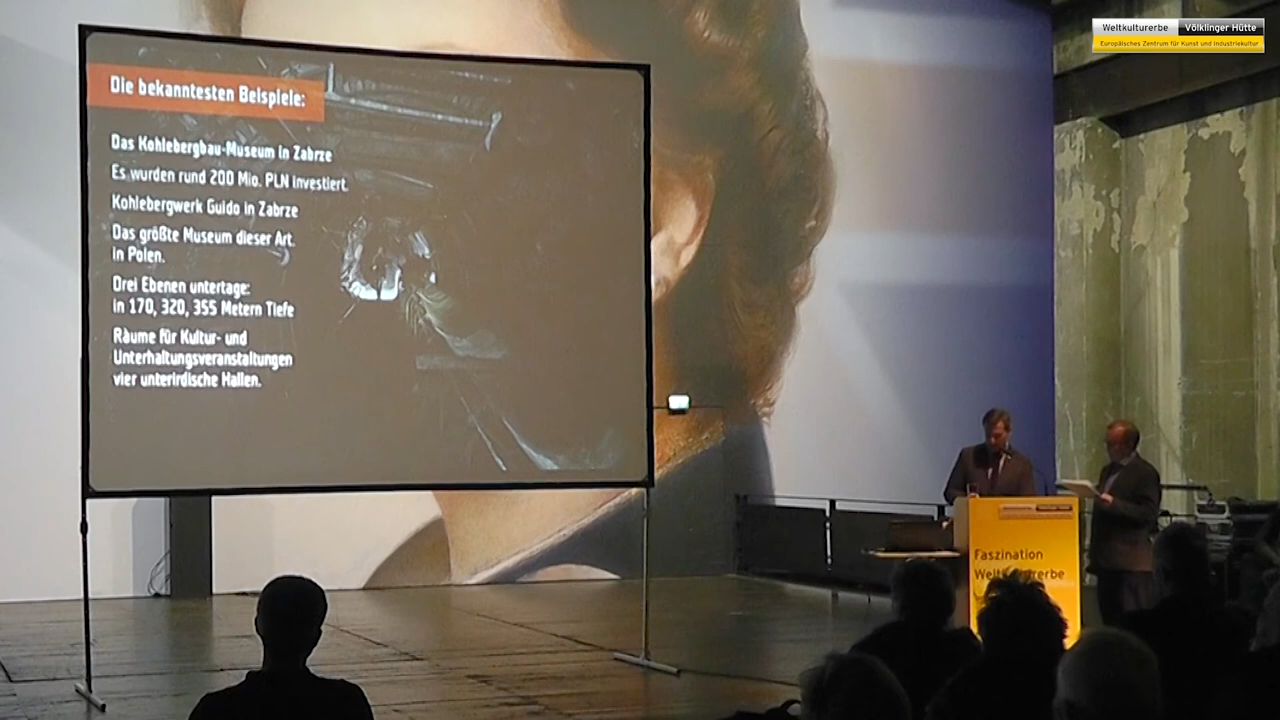 Weltkulturerbe Völklinger Hütte
Europäisches Zentrum für Kunst und Industriekultur
Die bekanntesten Beispiele:
Das Kohlebergbau-Museum in Zabrze
Es wurden rund 200 Mio. PLN investiert.
Kohlebergwerk Guido in Zabrze
Das größte Museum dieser Art.
in Polen.
Drei Ebenen untertage:
in 170, 320, 355 Metern Tiefe
Räume für Kultur- und
Unterhaltungsveranstaltungen
vier unterirdische Hallen.
Faszination
Weltkulturerbe